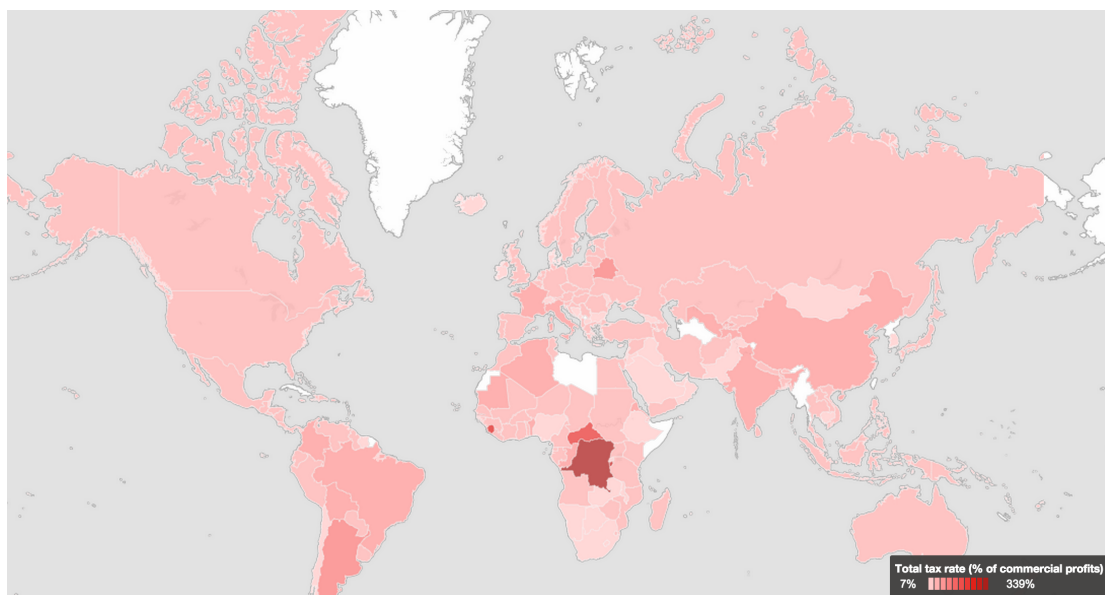 Total tax rate (% of commercial profits)
7% 339%